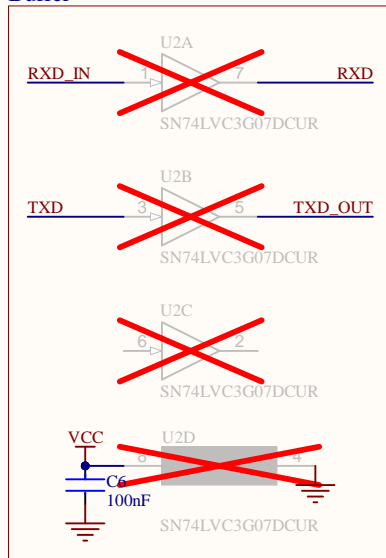 Buffer
U2A
RXD_IN 1 7 RXD
SN74LVC3G07DCUR
U2B
TXD 3 5 TXD_OUT
SN74LVC3G07DCUR
U2C
6 2
SN74LVC3G07DCUR
VCC U2D
8 4
C6
100nF
SN74LVC3G07DCUR